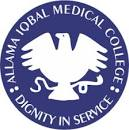 ALLAMA IQBAL MEDICAL COLLEGE
DIGNITY IN SERVICE